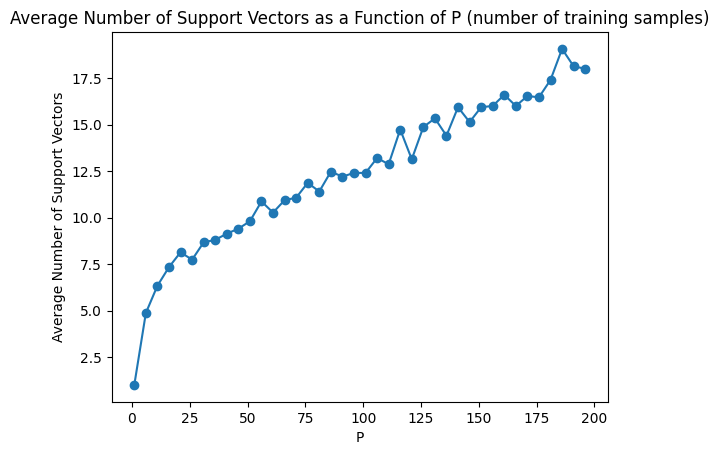 Average Number of Support Vectors as a Function of P (number of training samples)
17.5
15.0
12.5
10.0
7.5
5.0
2.5
Average Number of Support Vectors
0 25 50 75 100 125 150 175 200
P